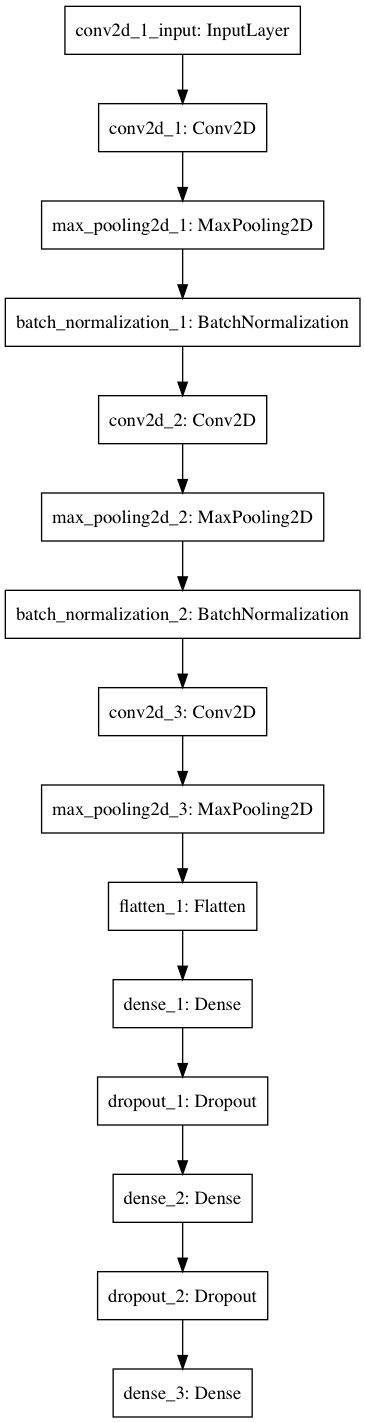 conv2d_1_input: InputLayer
conv2d_1: Conv2D
max_pooling2d_1: MaxPooling2D
batch_normalization_1: BatchNormalization
conv2d_2: Conv2D
max_pooling2d_2: MaxPooling2D
batch_normalization_2: BatchNormalization
conv2d_3: Conv2D
max_pooling2d_3: MaxPooling2D
flatten_1: Flatten
dense_1: Dense
dropout_1: Dropout
dense_2: Dense
dropout_2: Dropout
dense_3: Dense